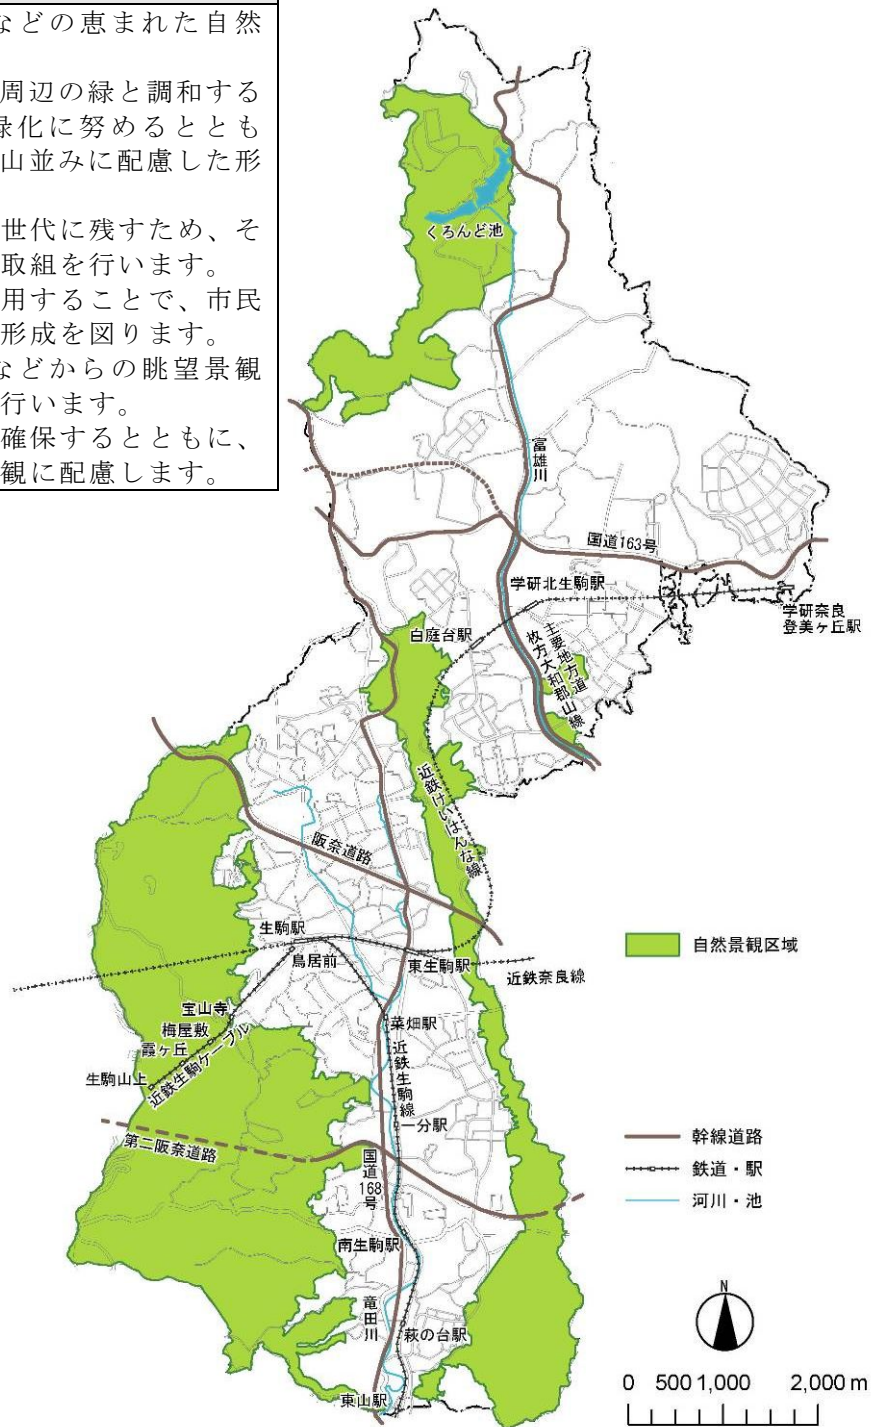 などの恵まれた自然
周辺の緑と調和する
緑化に努めるととも
山並みに配慮した形
世代に残すため、そ
取組を行います。
用することで、市民
形成を図ります。
などからの眺望景観
行います。
確保するとともに、
観に配慮します。
くろんど池
富雄川
国道163号
学研北生駒駅
学研奈良
登美ヶ丘駅
白庭台駅
主要地方道
枚方大和郡山線
近鉄けいはんな線
阪奈道路
生駒駅
鳥居前
東生駒駅
近鉄奈良線
自然景観区域
宝山寺
梅屋敷
霞ヶ丘
生駒山上
近鉄生駒ケーブル
菜畑駅
近鉄生駒線
一分駅
第二阪奈道路
国道
168
号
幹線道路
鉄道・駅
河川・池
南生駒駅
竜田川
萩の台駅
東山駅
N
0 500 1,000 2,000 m